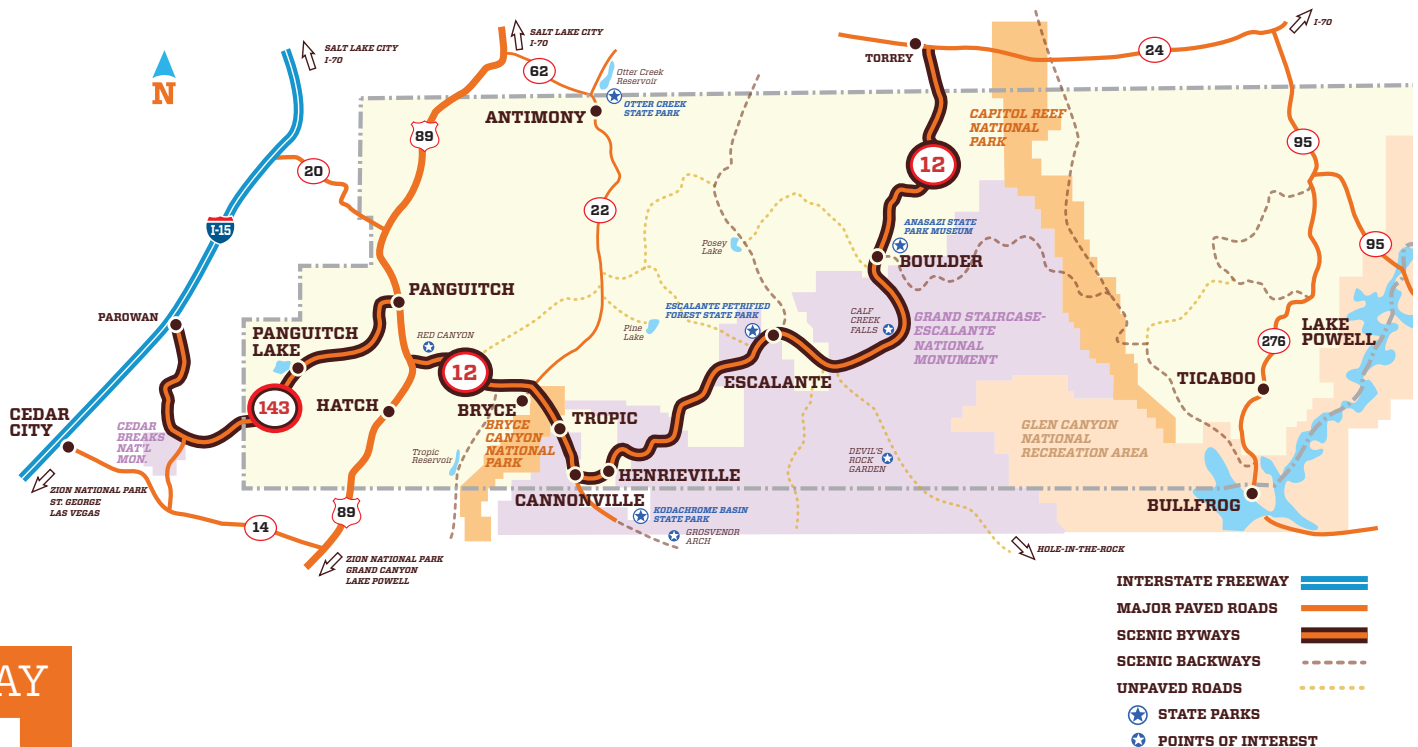 SALT LAKE CITY
I-70
SALT LAKE CITY
I-70
I-70
TORREY
24
62
Otter Creek
Reservoir
OTTER CREEK
STATE PARK
N
ANTIMONY
89
CAPITOL REEF
NATIONAL
PARK
95
12
20
22
I-15
ANASAZI STATE
PARK MUSEUM
Posey
Lake
BOULDER
95
PANGUITCH
PAROWAN
ESCALANTE PETRIFIED
FOREST STATE PARK
CALF
CREEK
FALLS
GRAND STAIRCASE-
ESCALANTE
NATIONAL
MONUMENT
LAKE
POWELL
PANGUITCH
LAKE
RED CANYON
Pine
Lake
276
12
ESCALANTE
TICABOO
143
HATCH
BRYCE
TROPIC
CEDAR
CITY
CEDAR
BREAKS
NAT'L
MON.
BRYCE
CANYON
NATIONAL
PARK
GLEN CANYON
NATIONAL
RECREATION AREA
Tropic
Reservoir
DEVIL'S
ROCK
GARDEN
HENRIEVILLE
CANNONVILLE
BULLFROG
ZION NATIONAL PARK
ST. GEORGE
LAS VEGAS
89
KODACHROME BASIN
STATE PARK
14
GROSVENOR
ARCH
HOLE-IN-THE-ROCK
ZION NATIONAL PARK
GRAND CANYON
LAKE POWELL
INTERSTATE FREEWAY
MAJOR PAVED ROADS
SCENIC BYWAYS
SCENIC BACKWAYS
UNPAVED ROADS
STATE PARKS
POINTS OF INTEREST
AY